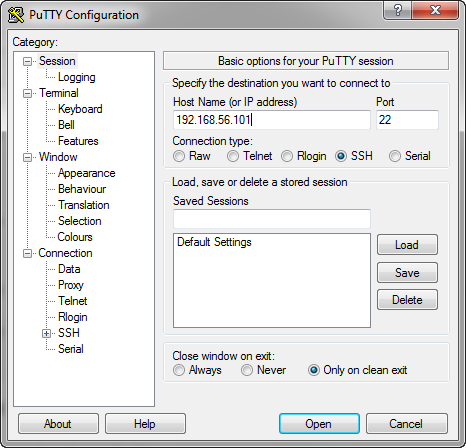 PuTTY Configuration
Category:
Session
Logging
Terminal
Keyboard
Bell
Features
Window
Appearance
Behaviour
Translation
Selection
Colours
Connection
Data
Proxy
Telnet
Rlogin
SSH
Serial
Basic options for your PuTTY session
Specify the destination you want to connect to
Host Name (or IP address) Port
192.168.56.101 22
Connection type:
Raw Telnet Rlogin SSH Serial
Load, save or delete a stored session
Saved Sessions
Default Settings
Load
Save
Delete
Close window on exit:
Always Never Only on clean exit
About Help Open Cancel